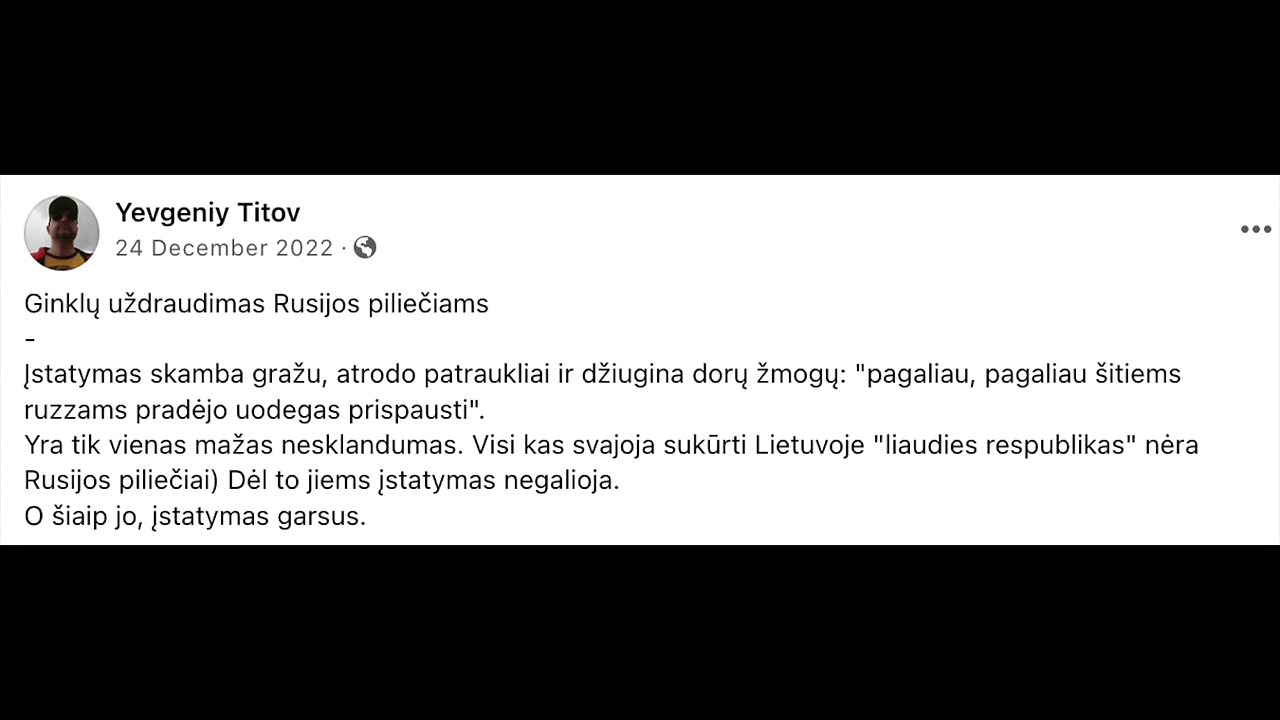 Yevgeniy Titov
24 December 2022 ·
Ginklų uždraudimas Rusijos piliečiams
-
Įstatymas skamba gražu, atrodo patraukliai ir džiugina dorų žmogų: "pagaliau, pagaliau šitiems
ruzzams pradėjo uodegas prispausti".
Yra tik vienas mažas nesklandumas. Visi kas svajoja sukūrti Lietuvoje "liaudies respublikas" nėra
Rusijos piliečiai) Dėl to jiems įstatymas negalioja.
O šiaip jo, įstatymas garsus.